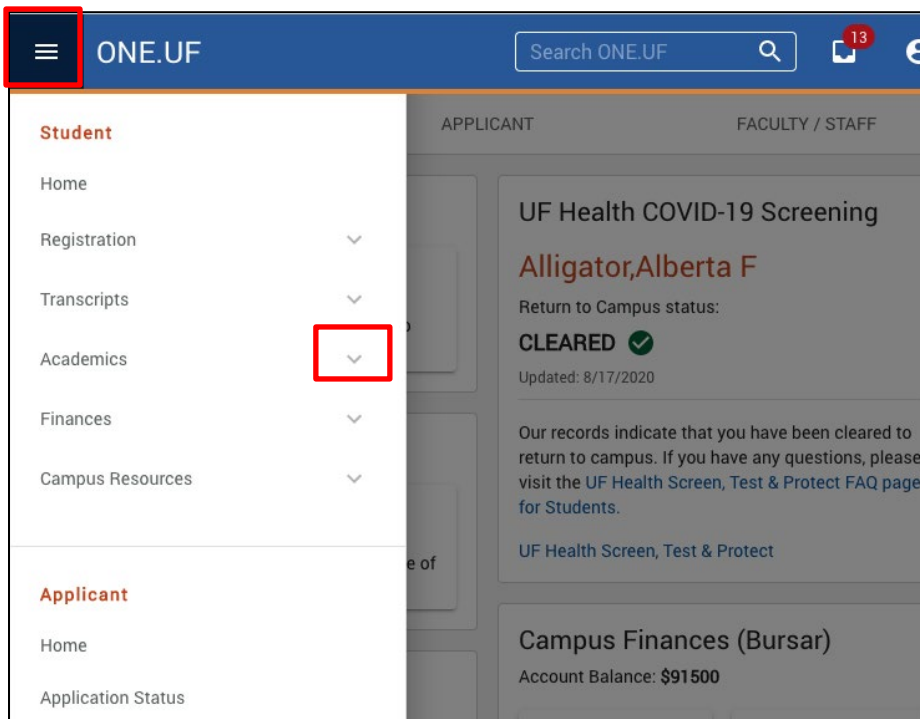 ONE.UF
Search ONE.UF
13
Student
Home
Registration
Transcripts
Academics
Finances
Campus Resources
Applicant
Home
Application Status
APPLICANT
FACULTY / STAFF
UF Health COVID-19 Screening
Alligator,Alberta F
Return to Campus status:
CLEARED
Updated: 8/17/2020
Our records indicate that you have been cleared to
return to campus. If you have any questions, please
visit the UF Health Screen, Test & Protect FAQ page
for Students.
UF Health Screen, Test & Protect
e of
Campus Finances (Bursar)
Account Balance: $91500